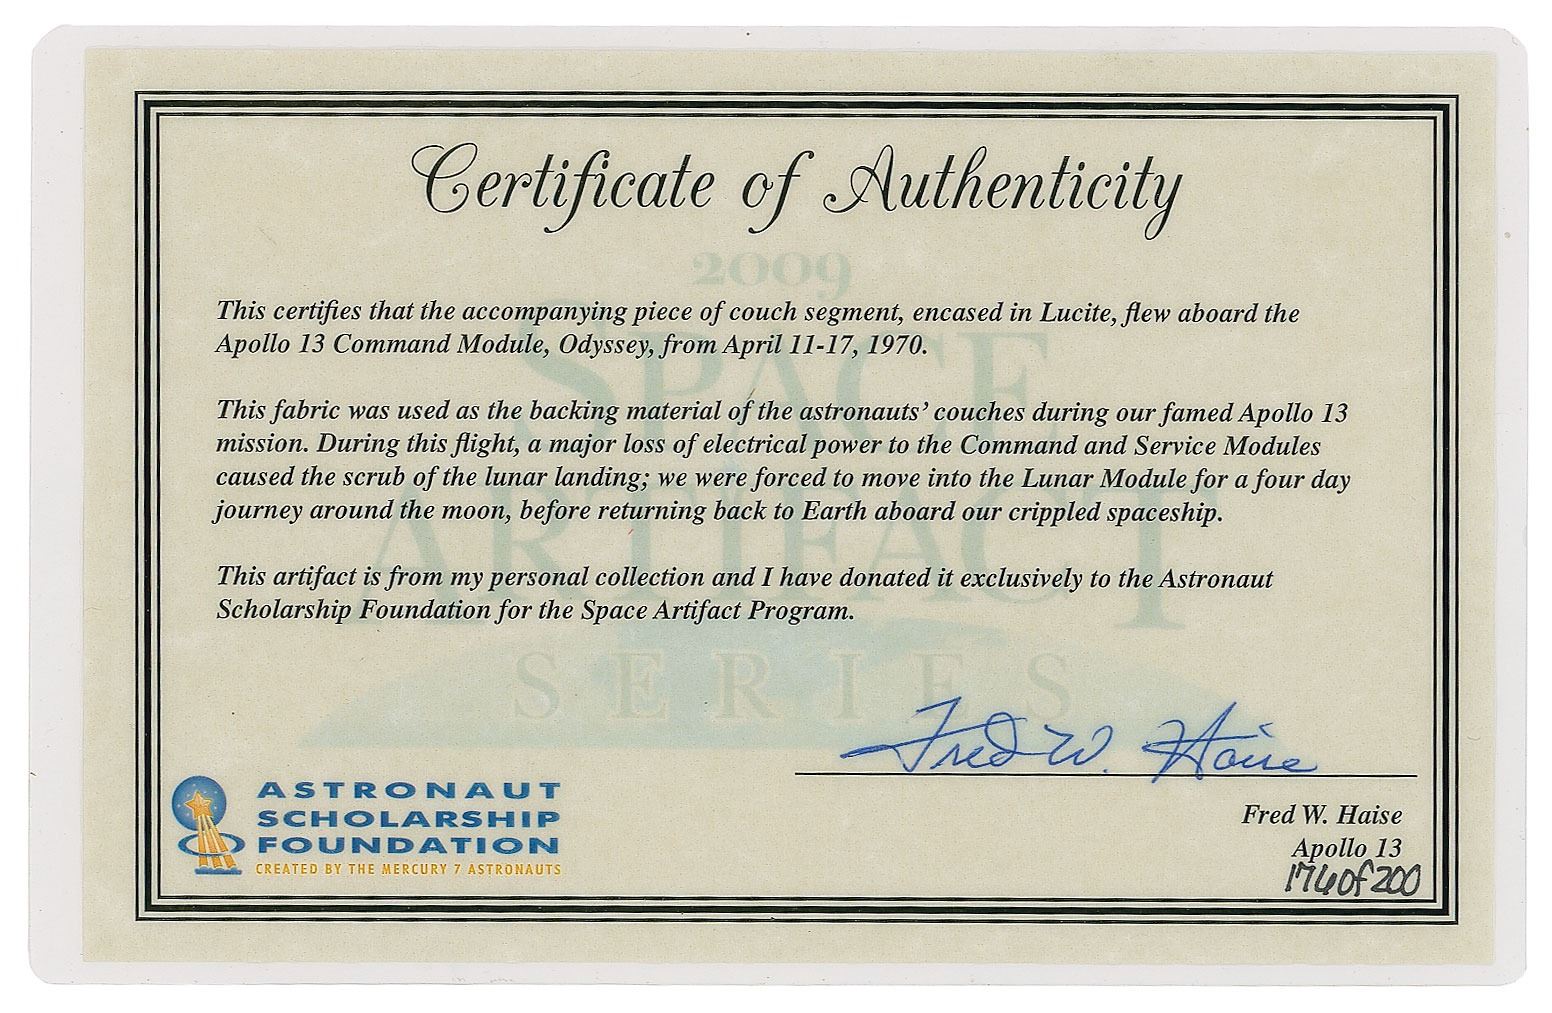 Certificate of Authenticity
2009
SPACE
ARTIFACT
SERIES
This certifies that the accompanying piece of couch segment, encased in Lucite, flew aboard the
Apollo 13 Command Module, Odyssey, from April 11-17, 1970.
This fabric was used as the backing material of the astronauts' couches during our famed Apollo 13
mission. During this flight, a major loss of electrical power to the Command and Service Modules
caused the scrub of the lunar landing; we were forced to move into the Lunar Module for a four day
journey around the moon, before returning back to Earth aboard our crippled spaceship.
This artifact is from my personal collection and I have donated it exclusively to the Astronaut
Scholarship Foundation for the Space Artifact Program.
Fred W. Haise
ASTRONAUT
SCHOLARSHIP
FOUNDATION
CREATED BY THE MERCURY 7 ASTRONAUTS
Fred W. Haise
Apollo 13
176 of 200